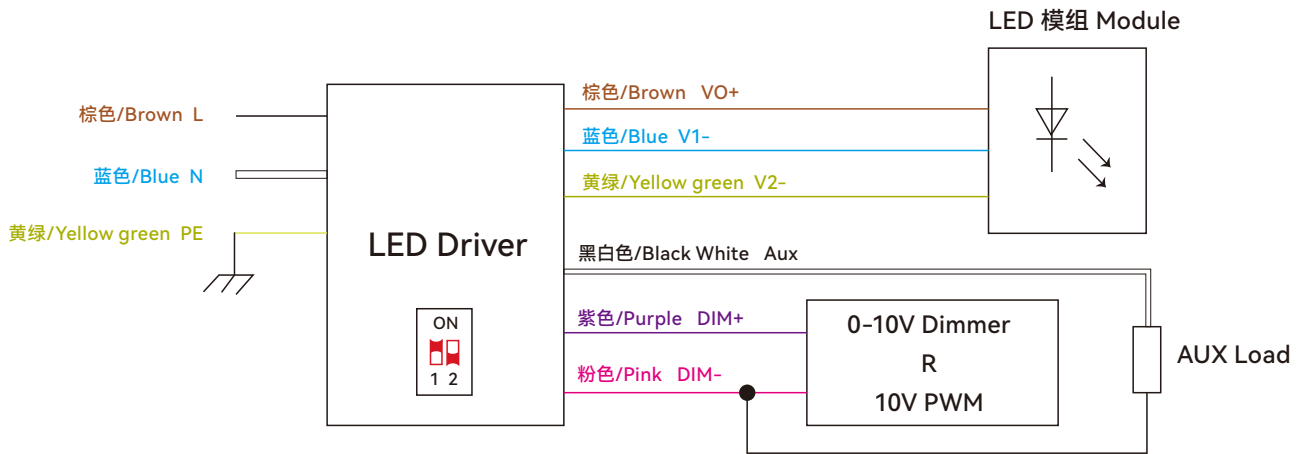 LED 模组 Module
棕色/Brown L
棕色/Brown VO+
蓝色/Blue V1-
蓝色/Blue N
黄绿/Yellow green V2-
黄绿/Yellow green PE
LED Driver
黑白色/Black White Aux
ON
1 2
紫色/Purple DIM+
粉色/Pink DIM-
0-10V Dimmer
R
10V PWM
AUX Load